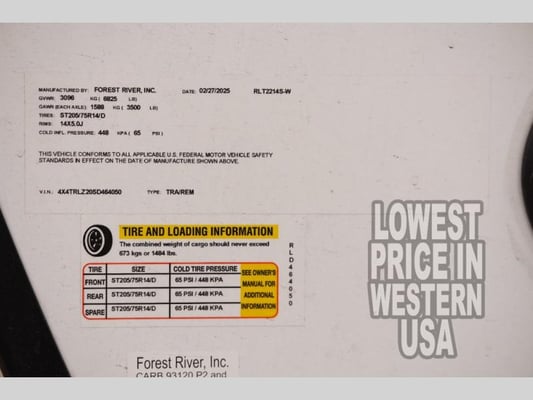 MANUFACTURED BY: FOREST RIVER, INC. DATE: 02/27/2025 RLT2214S-W
GVWR: 3096 KG ( 6825 LB)
GAWR (EACH AXLE): 1588 KG ( 3500 LB)
TIRES: ST205/75R14/D
RIMS: 14X5.0J
COLD INFL. PRESSURE: 448 KPA ( 65 PSI )
THIS VEHICLE CONFORMS TO ALL APPLICABLE U.S. FEDERAL MOTOR VEHICLE SAFETY
STANDARDS IN EFFECT ON THE DATE OF MANUFACTURE SHOWN ABOVE.
V.I.N.: 4X4TRLZ20SD464050 TYPE: TRA/REM
TIRE AND LOADING INFORMATION
The combined weight of cargo should never exceed
673 kgs or 1484 lbs.
TIRE SIZE COLD TIRE PRESSURE SEE OWNER'S
FRONT ST205/75R14/D 65 PSI / 448 KPA MANUAL FOR
REAR ST205/75R14/D 65 PSI / 448 KPA ADDITIONAL
SPARE ST205/75R14/D 65 PSI / 448 KPA INFORMATION
RLD464050
LOWEST
PRICE IN
WESTERN
USA
Forest River, Inc.
CARB 93120 P2 and